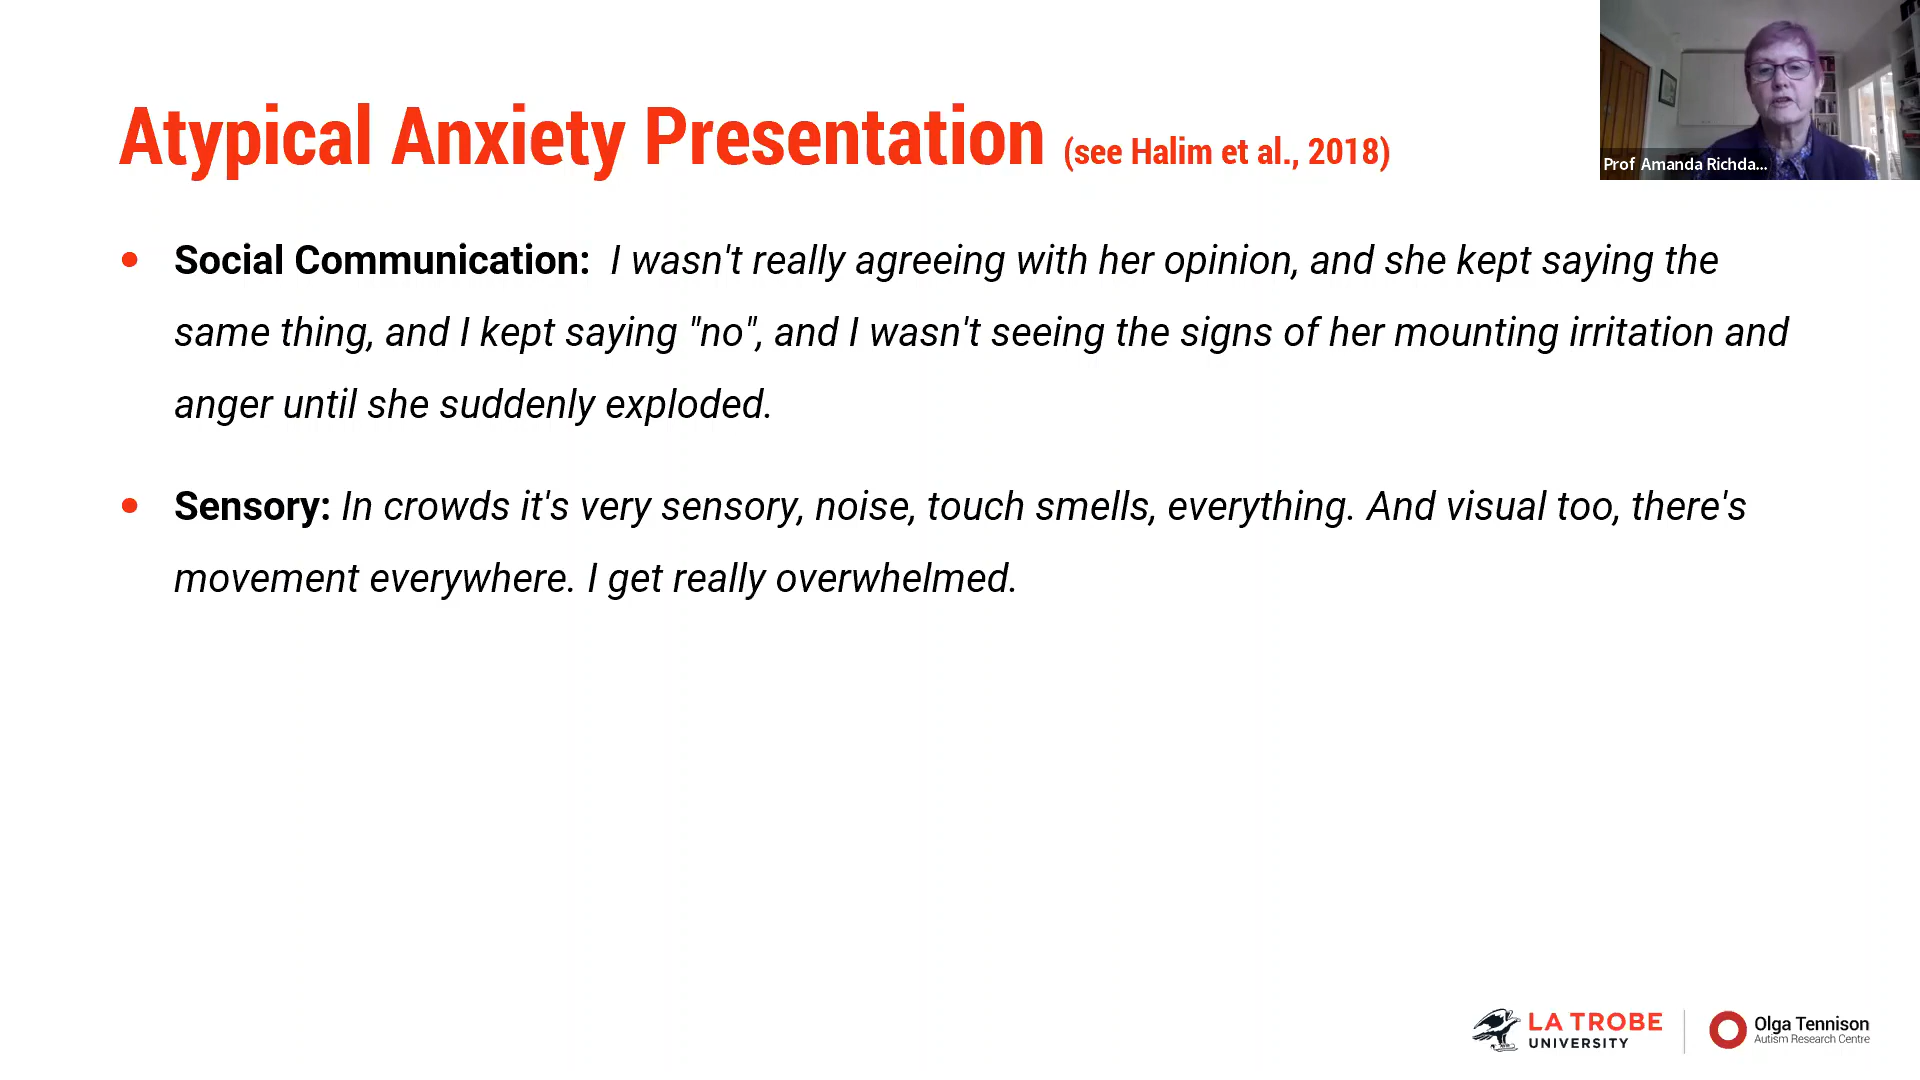 Atypical Anxiety Presentation (see Halim et al., 2018)
Prof Amanda Richda...
• Social Communication: I wasn't really agreeing with her opinion, and she kept saying the
same thing, and I kept saying "no", and I wasn't seeing the signs of her mounting irritation and
anger until she suddenly exploded.
• Sensory: In crowds it's very sensory, noise, touch smells, everything. And visual too, there's
movement everywhere. I get really overwhelmed.
LA TROBE
UNIVERSITY
Olga Tennison
Autism Research Centre